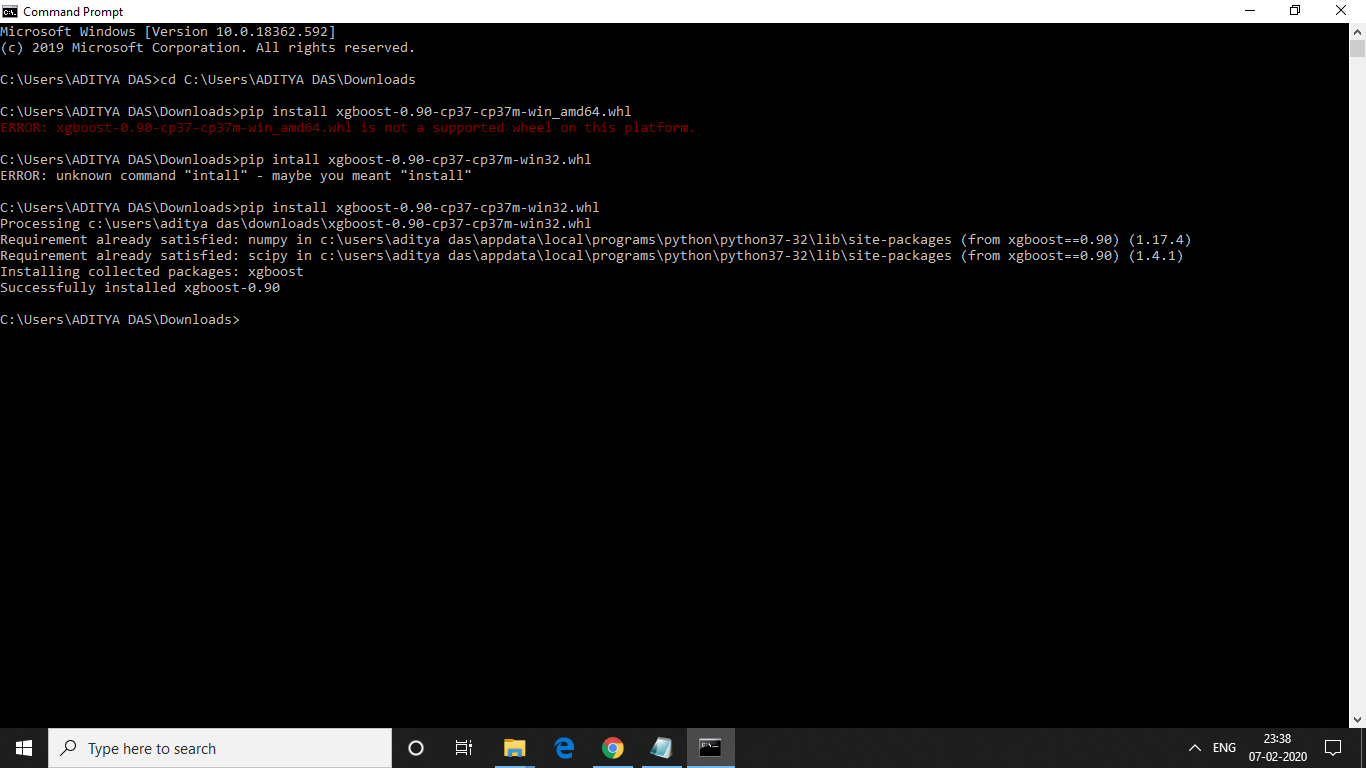 Command Prompt
Microsoft Windows [Version 10.0.18362.592]
(c) 2019 Microsoft Corporation. All rights reserved.
C:\Users\ADITYA DAS>cd C:\Users\ADITYA DAS\Downloads
C:\Users\ADITYA DAS\Downloads>pip install xgboost-0.90-cp37-cp37m-win_amd64.whl
ERROR: xgboost-0.90-cp37-cp37m-win_amd64.whl is not a supported wheel on this platform.
C:\Users\ADITYA DAS\Downloads>pip intall xgboost-0.90-cp37-cp37m-win32.whl
ERROR: unknown command "intall" - maybe you meant "install"
C:\Users\ADITYA DAS\Downloads>pip install xgboost-0.90-cp37-cp37m-win32.whl
Processing c:\users\aditya das\downloads\xgboost-0.90-cp37-cp37m-win32.whl
Requirement already satisfied: numpy in c:\users\aditya das\appdata\local\programs\python\python37-32\lib\site-packages (from xgboost==0.90) (1.17.4)
Requirement already satisfied: scipy in c:\users\aditya das\appdata\local\programs\python\python37-32\lib\site-packages (from xgboost==0.90) (1.4.1)
Installing collected packages: xgboost
Successfully installed xgboost-0.90
C:\Users\ADITYA DAS\Downloads>
Type here to search
ENG
23:38
07-02-2020